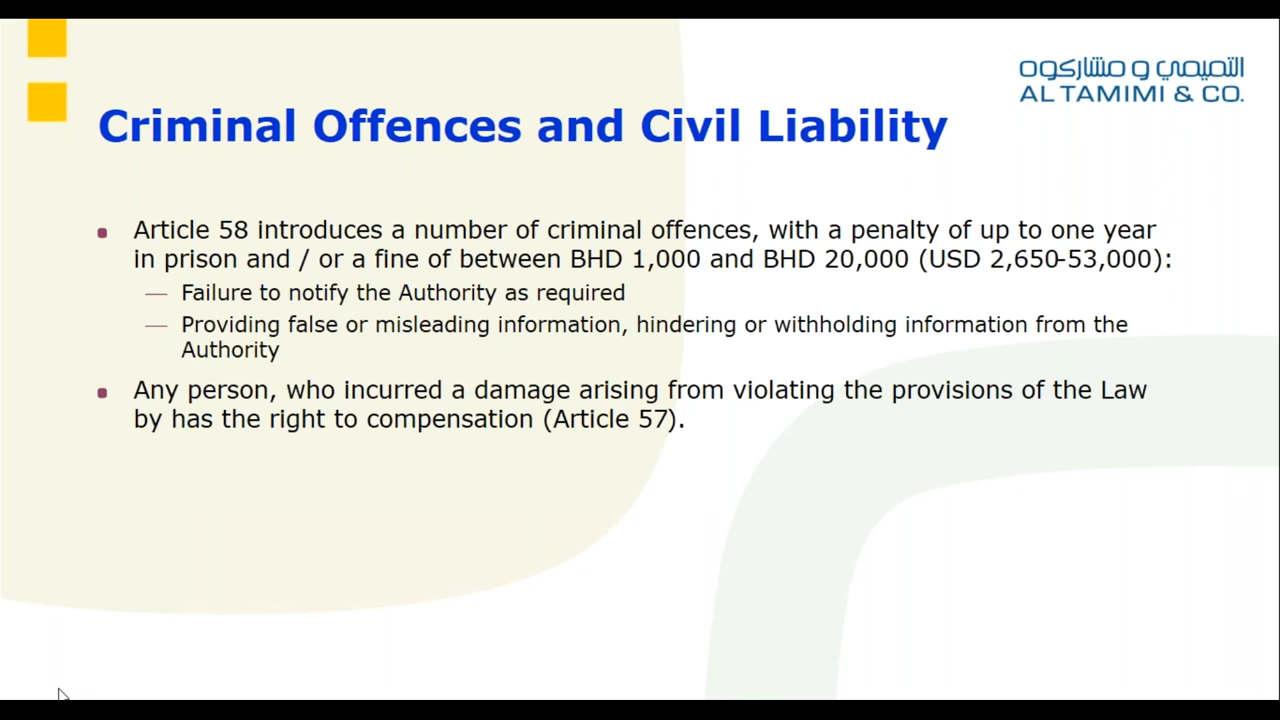 التميمي و مشاركوه
AL TAMIMI & CO.
Criminal Offences and Civil Liability
Article 58 introduces a number of criminal offences, with a penalty of up to one year
in prison and / or a fine of between BHD 1,000 and BHD 20,000 (USD 2,650-53,000):
— Failure to notify the Authority as required
— Providing false or misleading information, hindering or withholding information from the
Authority
Any person, who incurred a damage arising from violating the provisions of the Law
by has the right to compensation (Article 57).